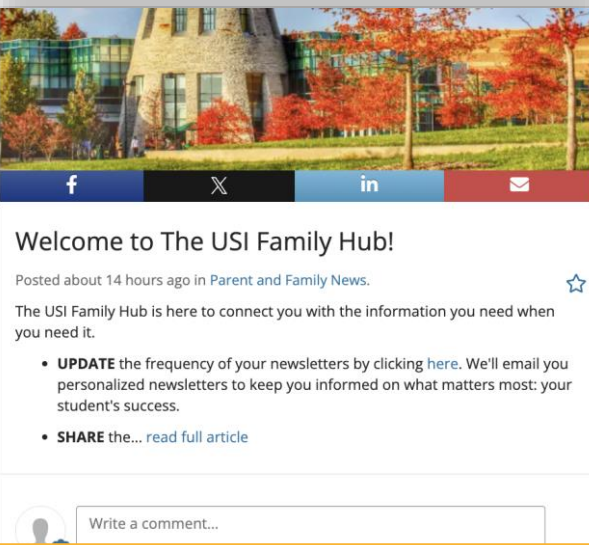 f X in
Welcome to The USI Family Hub!
Posted about 14 hours ago in Parent and Family News.
The USI Family Hub is here to connect you with the information you need when
you need it.
• UPDATE the frequency of your newsletters by clicking here. We'll email you
personalized newsletters to keep you informed on what matters most: your
student's success.
• SHARE the... read full article
Write a comment...